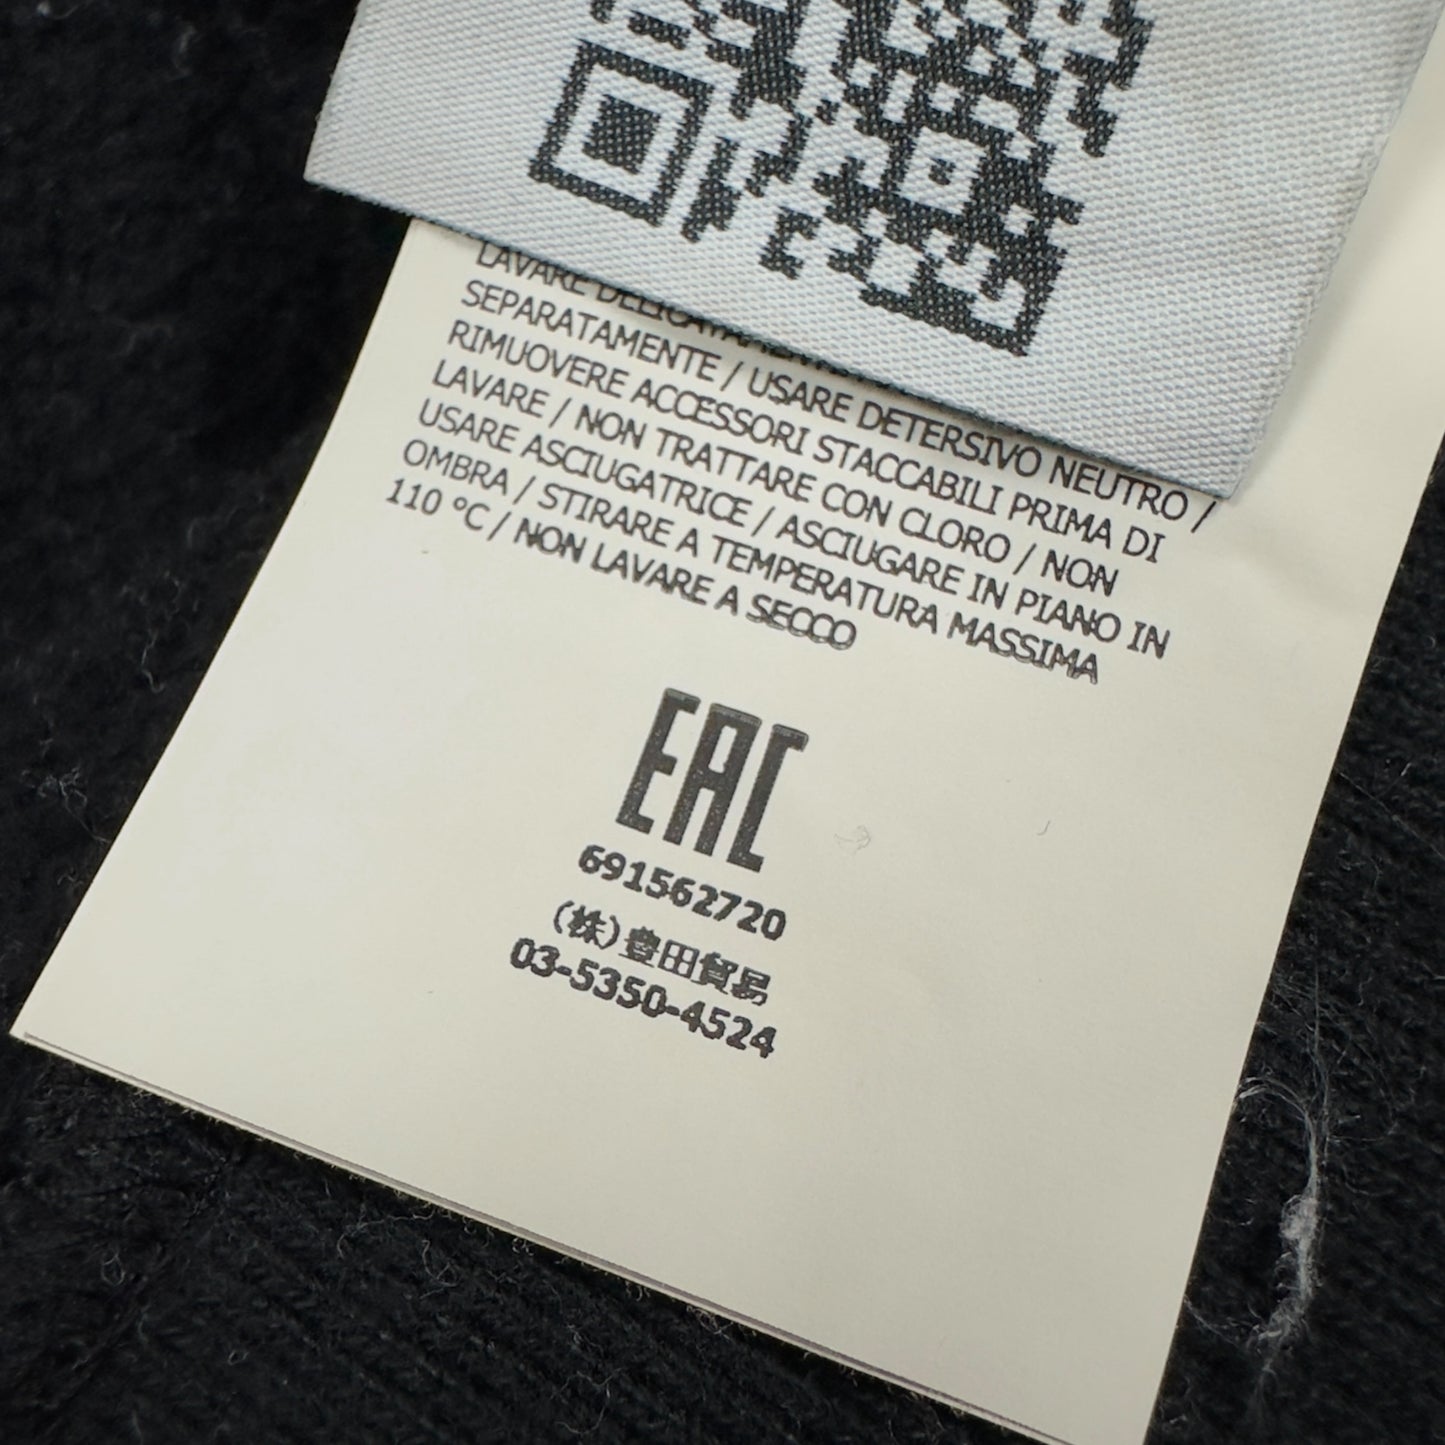 LAVARE DELICATAMENTE
SEPARATAMENTE / USARE DETERSIVO NEUTRO /
RIMUOVERE ACCESSORI STACCABILI PRIMA DI
LAVARE / NON TRATTARE CON CLORO / NON
USARE ASCIUGATRICE / ASCIUGARE IN PIANO IN
OMBRA / STIRARE A TEMPERATURA MASSIMA
110 °C / NON LAVARE A SECCO
EAC
691562720
(株)豊田貿易
03-5350-4524